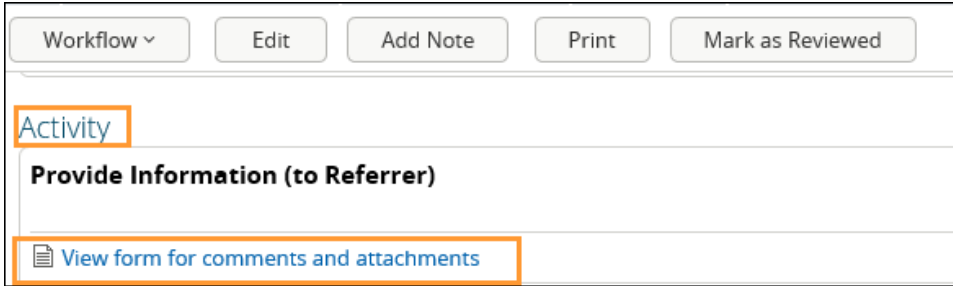 Workflow Edit Add Note Print Mark as Reviewed
Activity
Provide Information (to Referrer)
View form for comments and attachments